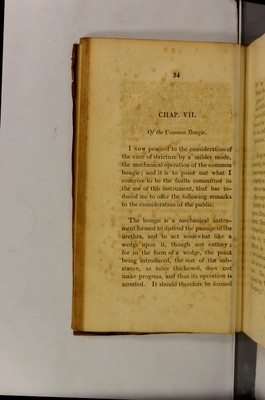 34
CHAP. VII.
Of the Common Bougie.
I now proceed to the consideration of
the cure of stricture by a milder mode,
the mechanical operation of the common
bougie; and it is to point out what I
conceive to be the faults committed in
the use of this instrument, that has in-
duced me to offer the following remarks
to the consideration of the public.
The bougie is a mechanical instru-
ment formed to distend the passage of the
urethra, and to act somewhat like a
wedge upon it, though not entirely;
for in the form of a wedge, the point
being introduced, the rest of the sub-
stance, as more thickened, does not
make progress, and thus its operation is
arrested. It should therefore be formed